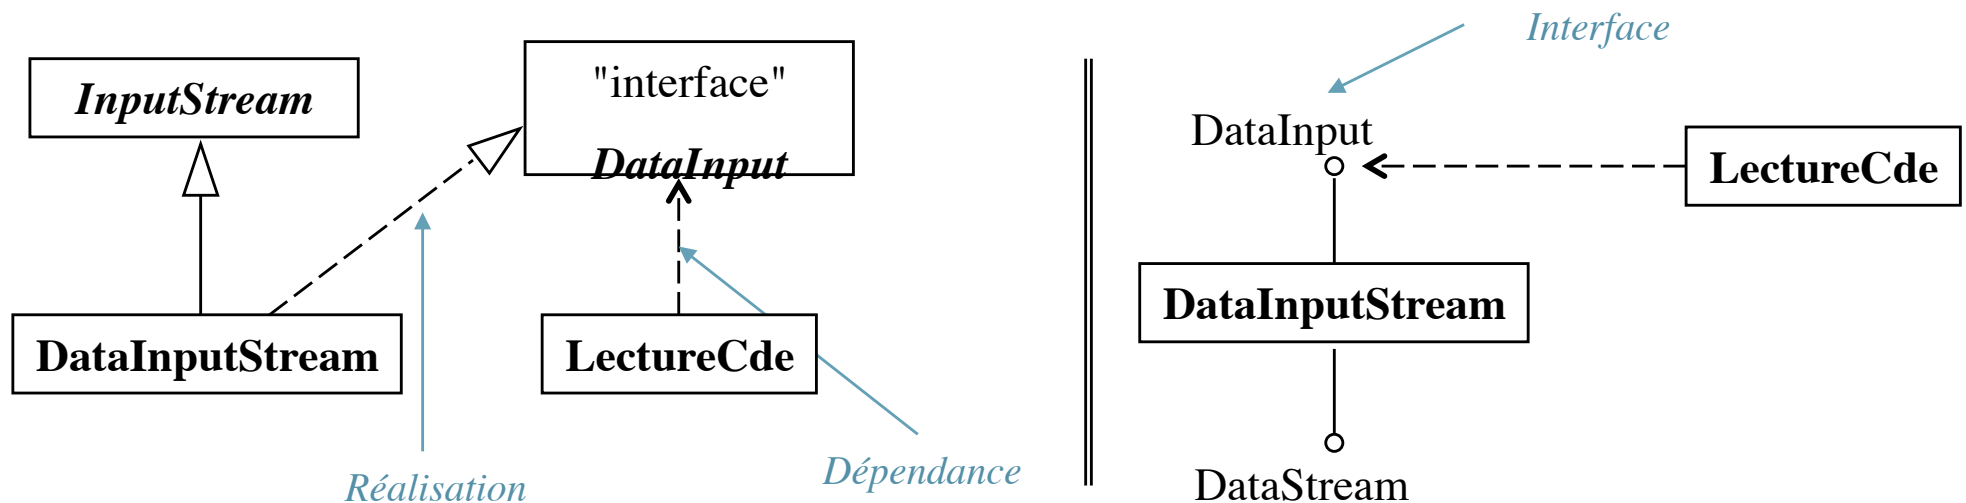 InputStream
"interface"
DataInput
DataInputStream
LectureCde
Réalisation
Dépendance
Interface
DataInput
LectureCde
DataInputStream
DataStream